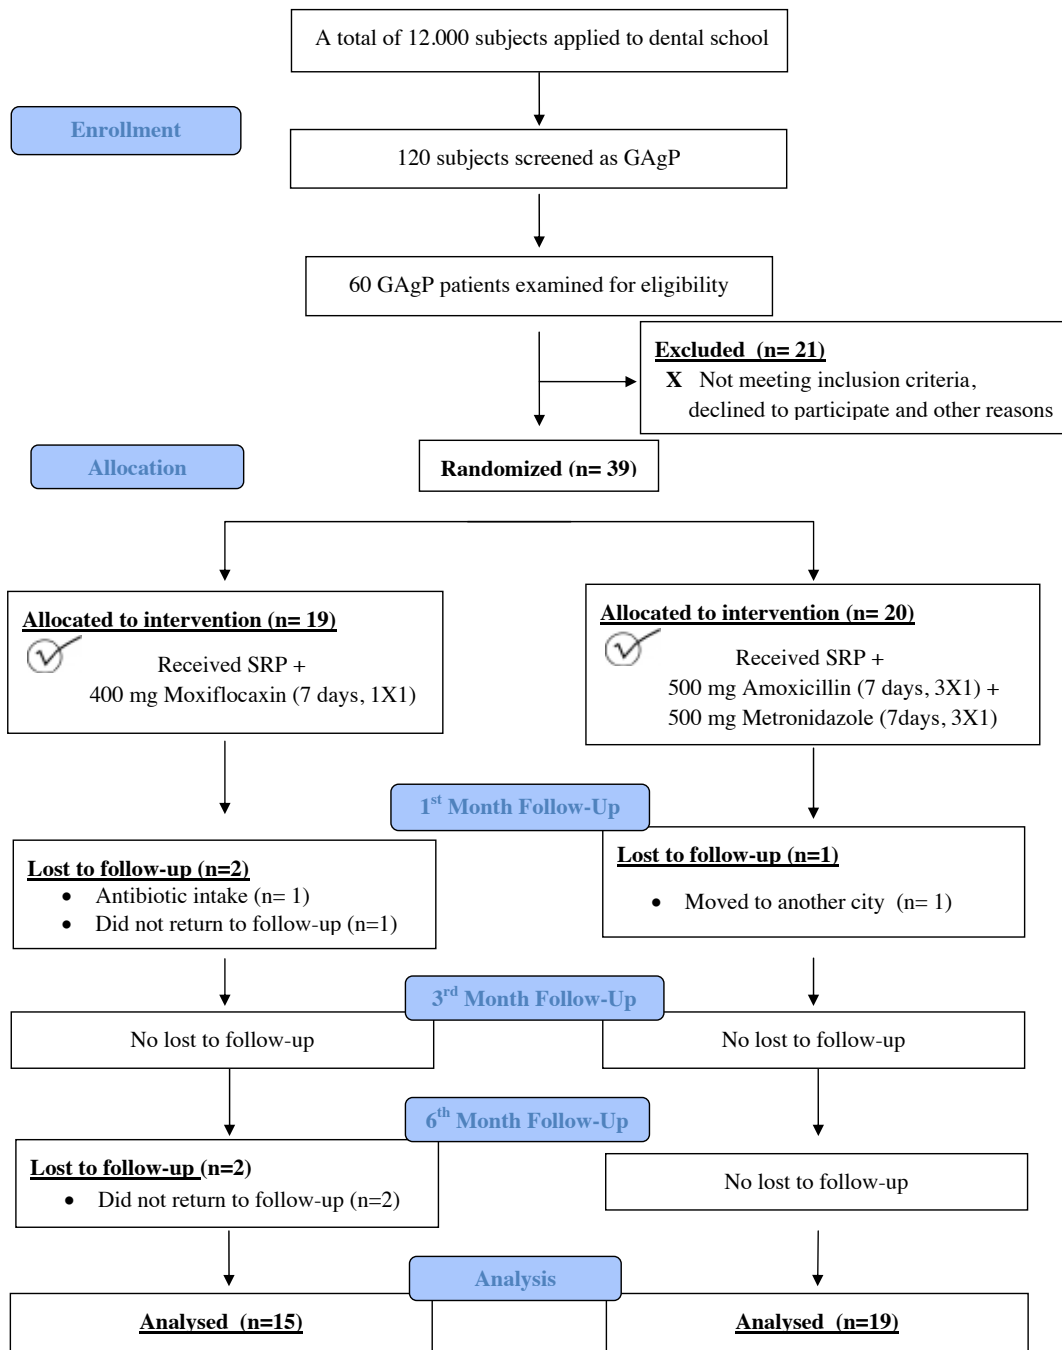 A total of 12.000 subjects applied to dental school
Enrollment
120 subjects screened as GAgP
60 GAgP patients examined for eligibility
Excluded (n= 21)
X Not meeting inclusion criteria,
declined to participate and other reasons
Allocation
Randomized (n= 39)
Allocated to intervention (n= 19)
Received SRP +
400 mg Moxiflocaxin (7 days, 1X1)
Allocated to intervention (n= 20)
Received SRP +
500 mg Amoxicillin (7 days, 3X1) +
500 mg Metronidazole (7days, 3X1)
1st Month Follow-Up
Lost to follow-up (n=2)
• Antibiotic intake (n= 1)
• Did not return to follow-up (n=1)
Lost to follow-up (n=1)
• Moved to another city (n= 1)
3rd Month Follow-Up
No lost to follow-up
No lost to follow-up
6th Month Follow-Up
Lost to follow-up (n=2)
• Did not return to follow-up (n=2)
No lost to follow-up
Analysis
Analysed (n=15)
Analysed (n=19)